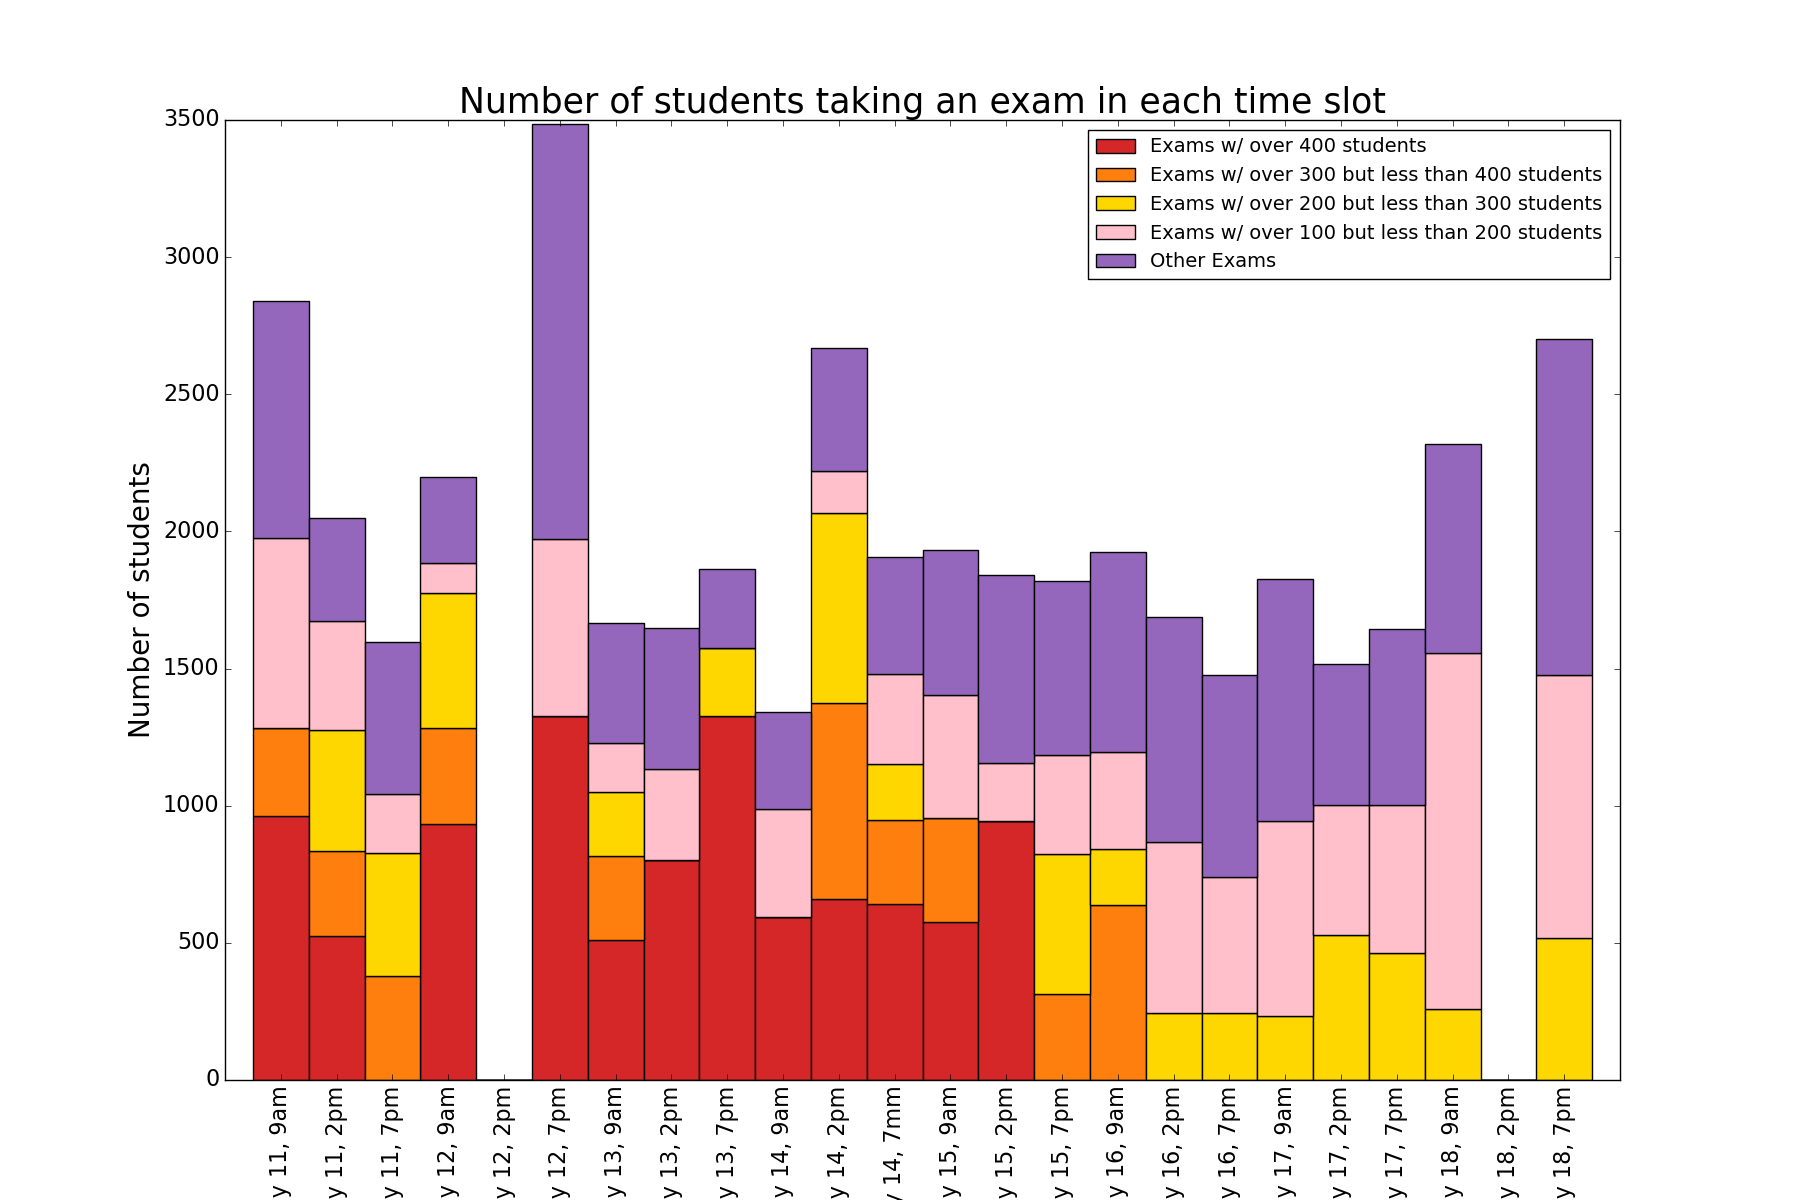 Number of students taking an exam in each time slot
Exams w/ over 400 students
Exams w/ over 300 but less than 400 students
Exams w/ over 200 but less than 300 students
Exams w/ over 100 but less than 200 students
Other Exams
Number of students
3500
3000
2500
2000
1500
1000
500
0
y 11, 9am
y 11, 2pm
y 11, 7pm
y 12, 9am
y 12, 2pm
y 12, 7pm
y 13, 9am
y 13, 2pm
y 13, 7pm
y 14, 9am
y 14, 2pm
y 14, 7mm
y 15, 9am
y 15, 2pm
y 15, 7pm
y 16, 9am
y 16, 2pm
y 16, 7pm
y 17, 9am
y 17, 2pm
y 17, 7pm
y 18, 9am
y 18, 2pm
y 18, 7pm